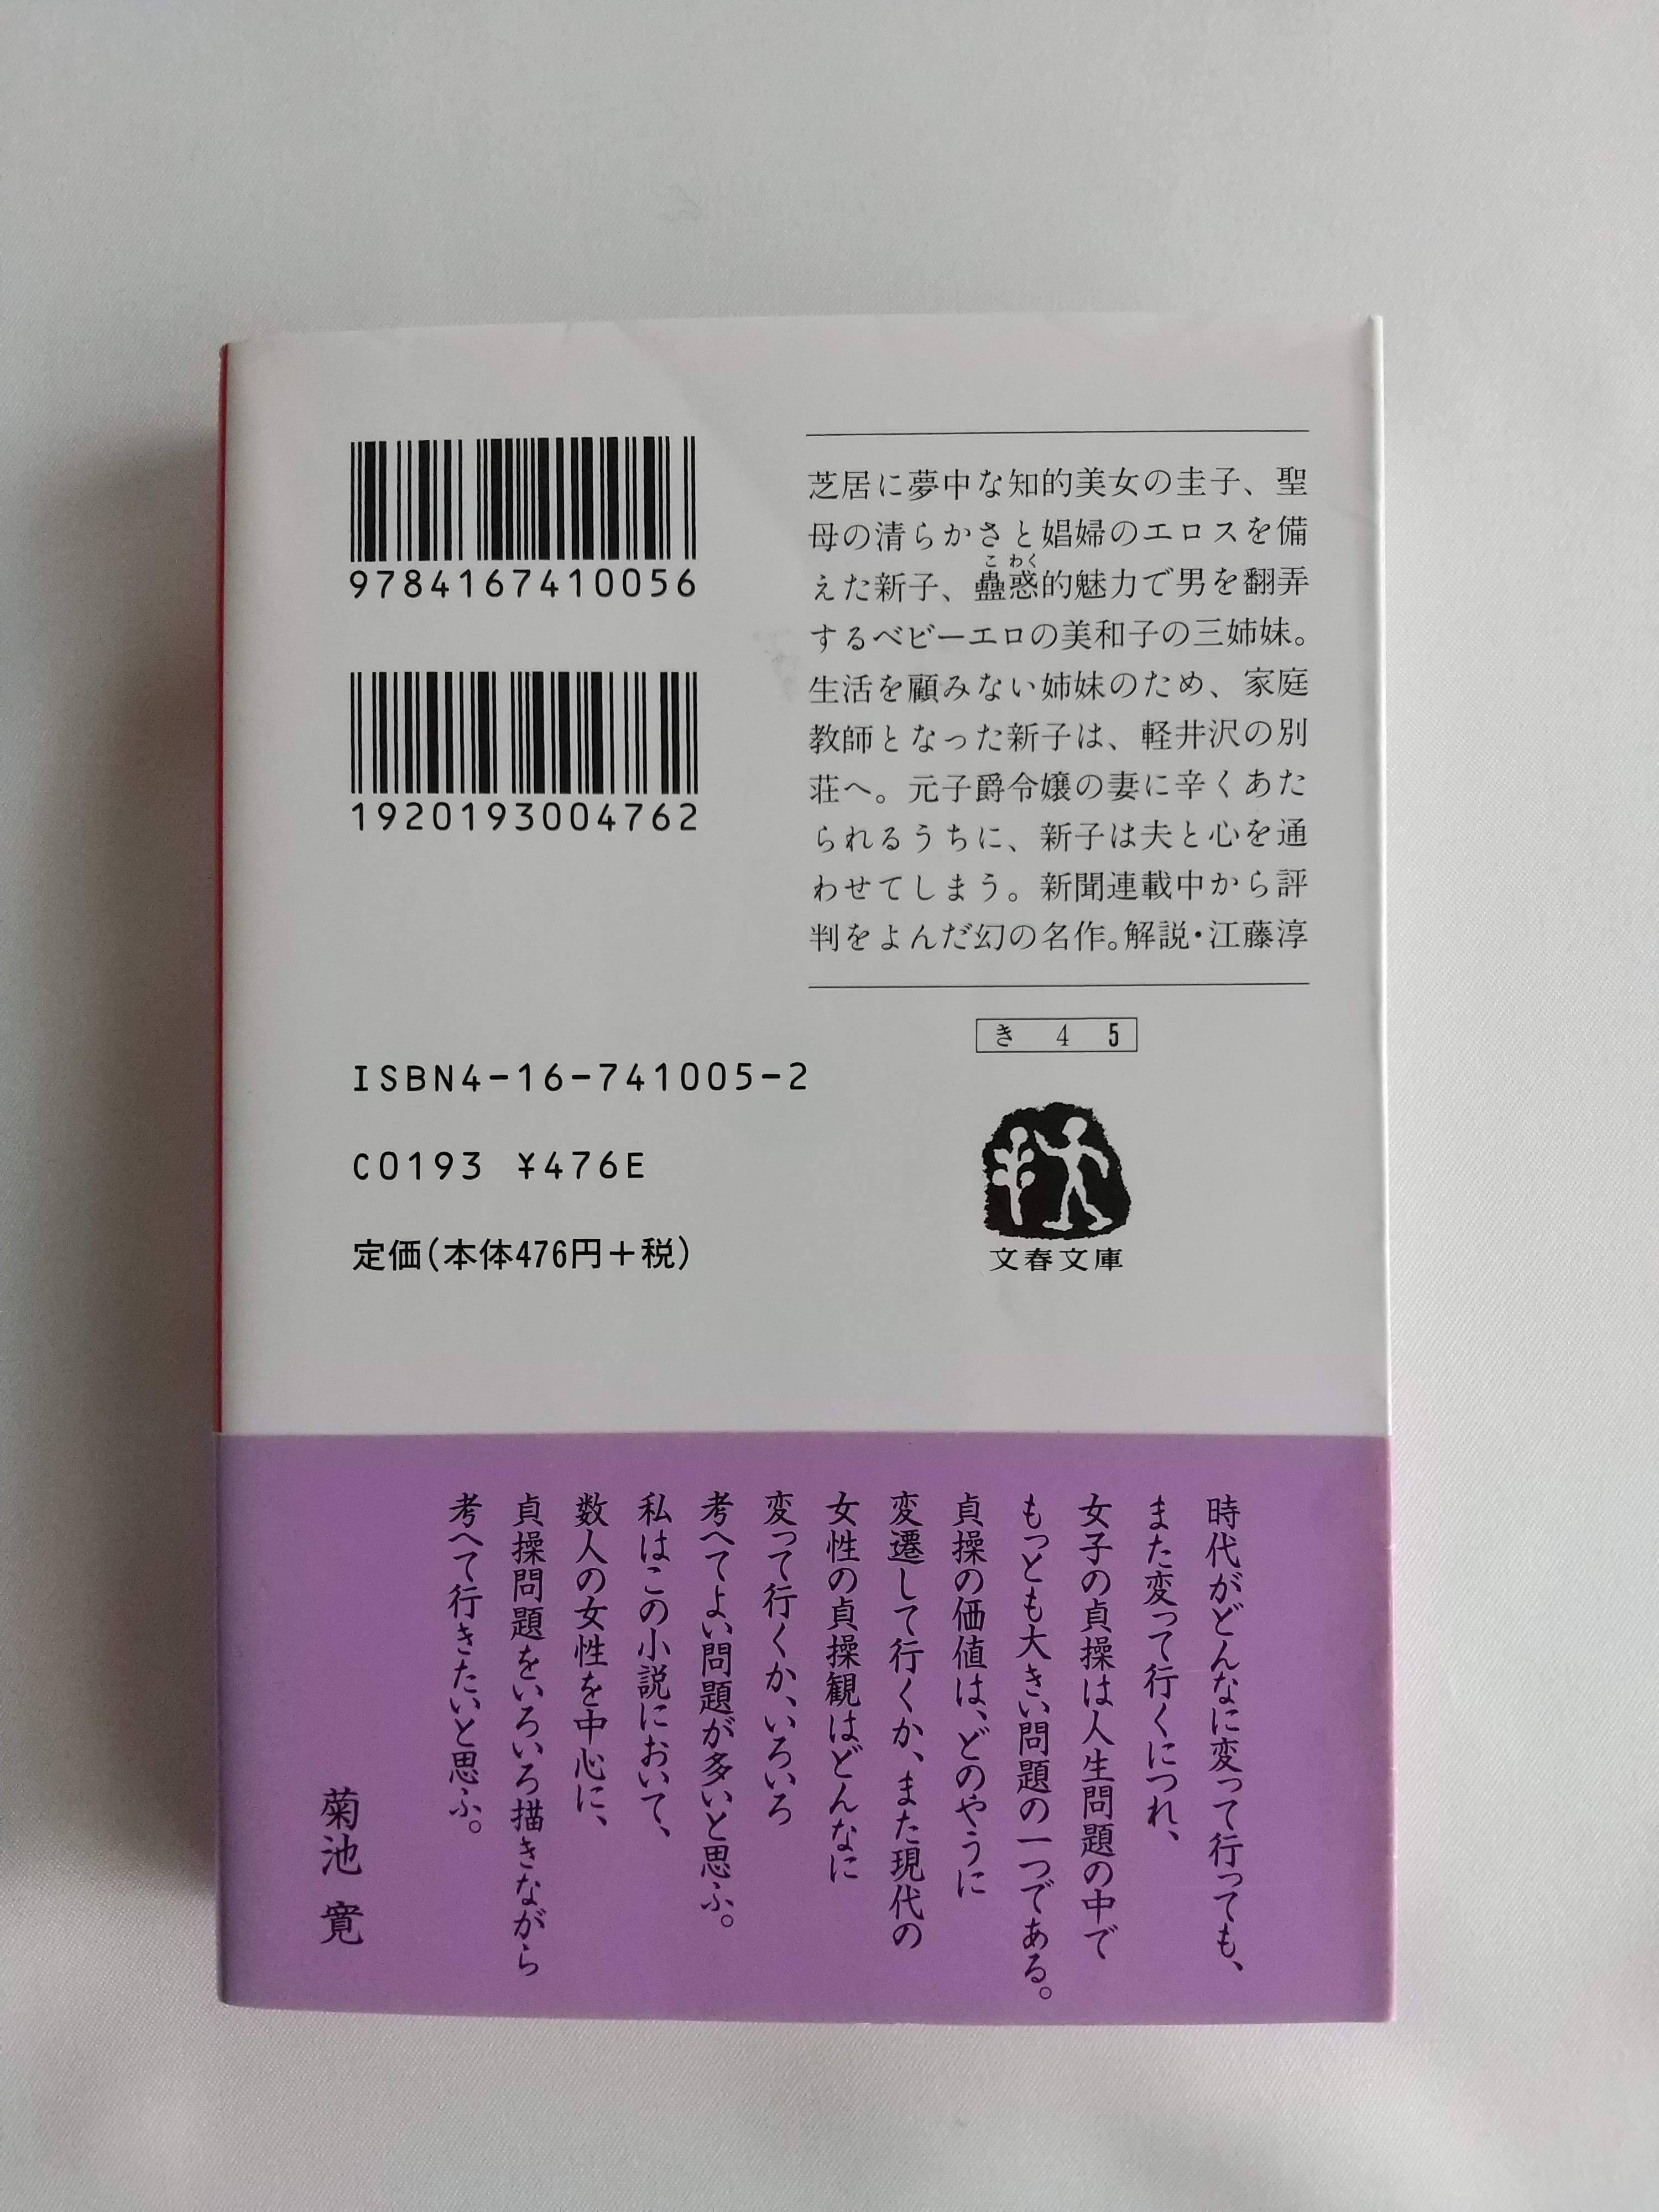 9784167410056
1920193004762
芝居に夢中な知的美女の圭子、聖
母の清らかさと娼婦のエロスを備
こわく
えた新子、蠱惑的魅力で男を翻弄
するベビーエロの美和子の三姉妹。
生活を顧みない姉妹のため、家庭
教師となった新子は、軽井沢の別
荘へ。元子爵令嬢の妻に辛くあた
られるうちに、新子は夫と心を通
わせてしまう。新聞連載中から評
判をよんだ幻の名作。解説・江藤淳
き 4 5
文春文庫
ISBN4-16-741005-2
C0193 ¥476E
定価(本体476円+税)
時代がどんなに変って行っても、
また変って行くにつれ、
女子の貞操は人生問題の中で
もっとも大きい問題の一つである。
貞操の価値は、どのやうに
変遷して行くか、また現代の
女性の貞操観はどんなに
変って行くか、いろいろ
考へてよい問題が多いと思ふ。
私はこの小説において、
数人の女性を中心に、
貞操問題をいろいろ描きながら
考へて行きたいと思ふ。
菊池 寛